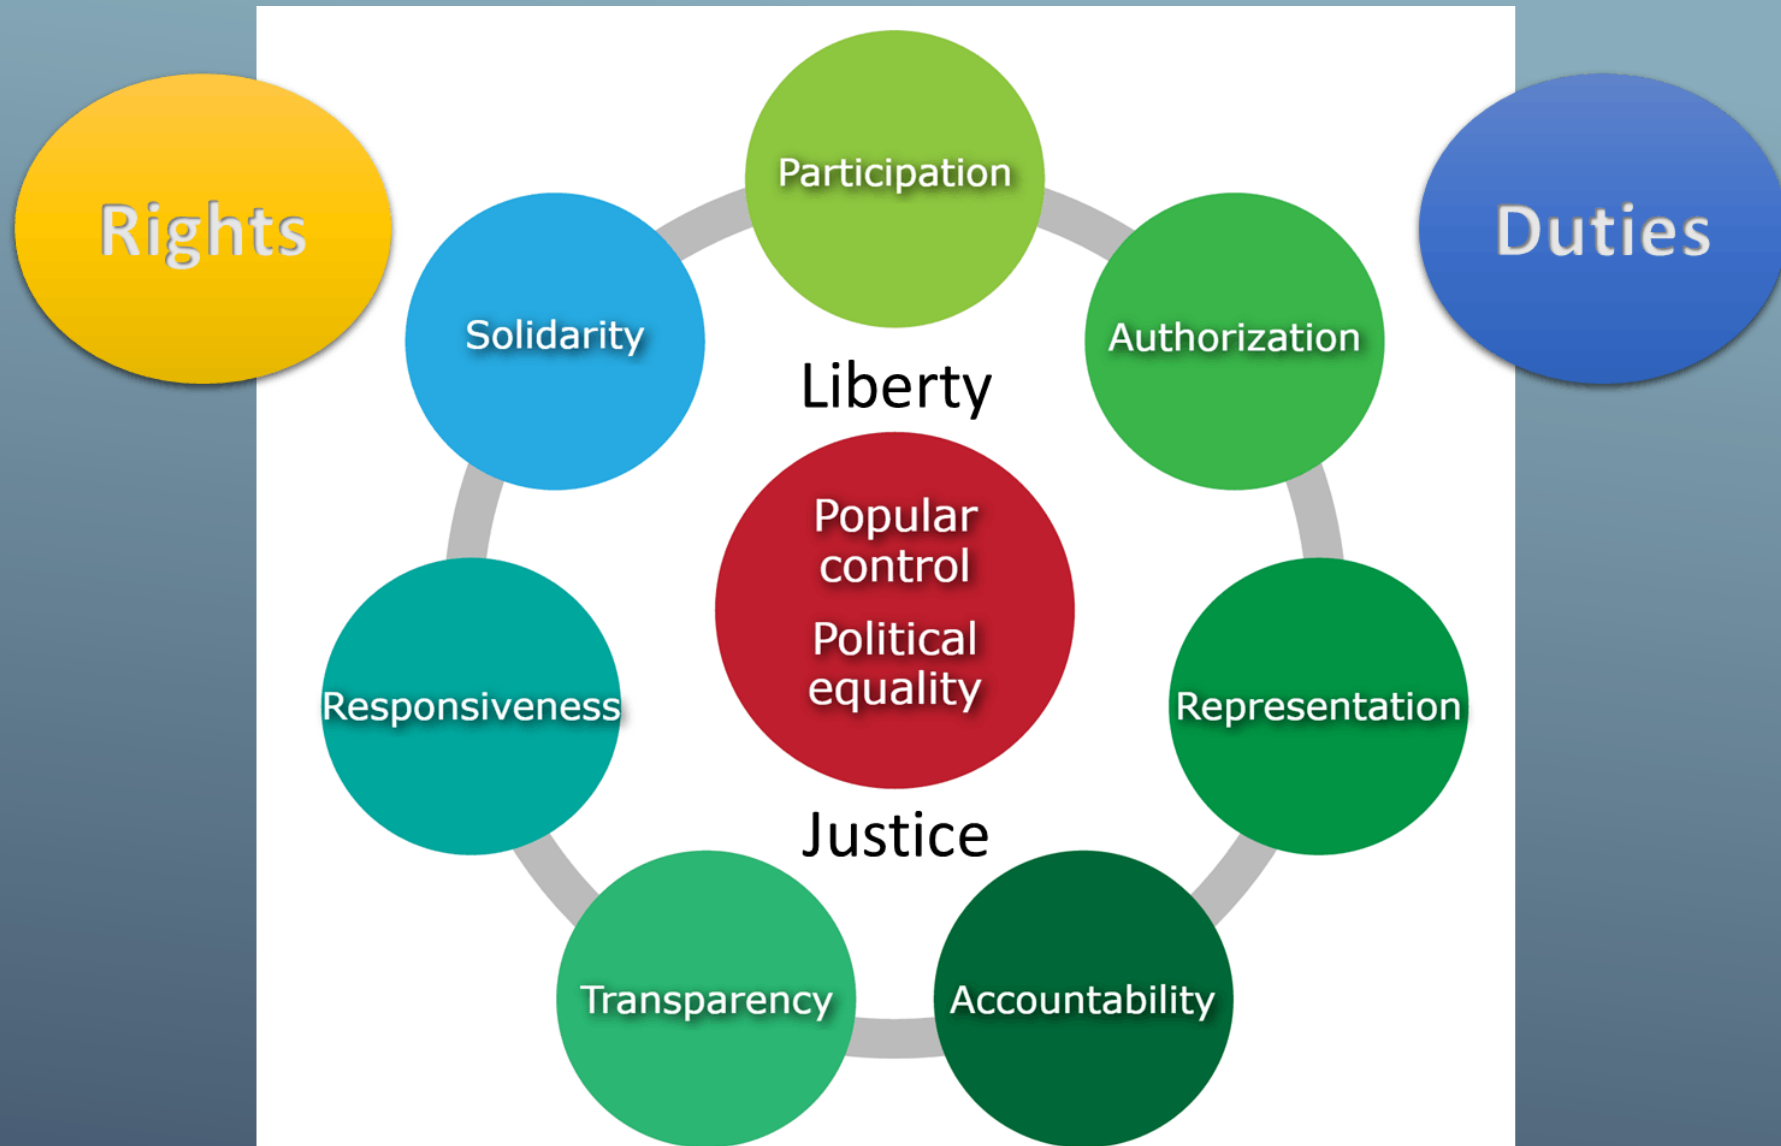 Rights
Participation
Duties
Solidarity
Authorization
Liberty
Popular
control
Political
equality
Responsiveness
Representation
Justice
Transparency
Accountability